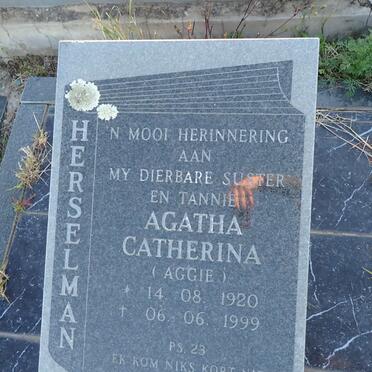 HERSELMAN
'N MOOI HERINNERING
AAN
MY DIERBARE SUSTER
EN TANNIE
AGATHA
CATHERINA
( AGGIE )
* 14. 08. 1920
† 06. 06. 1999
PS. 23
EK KOM NIKS KORT NIE